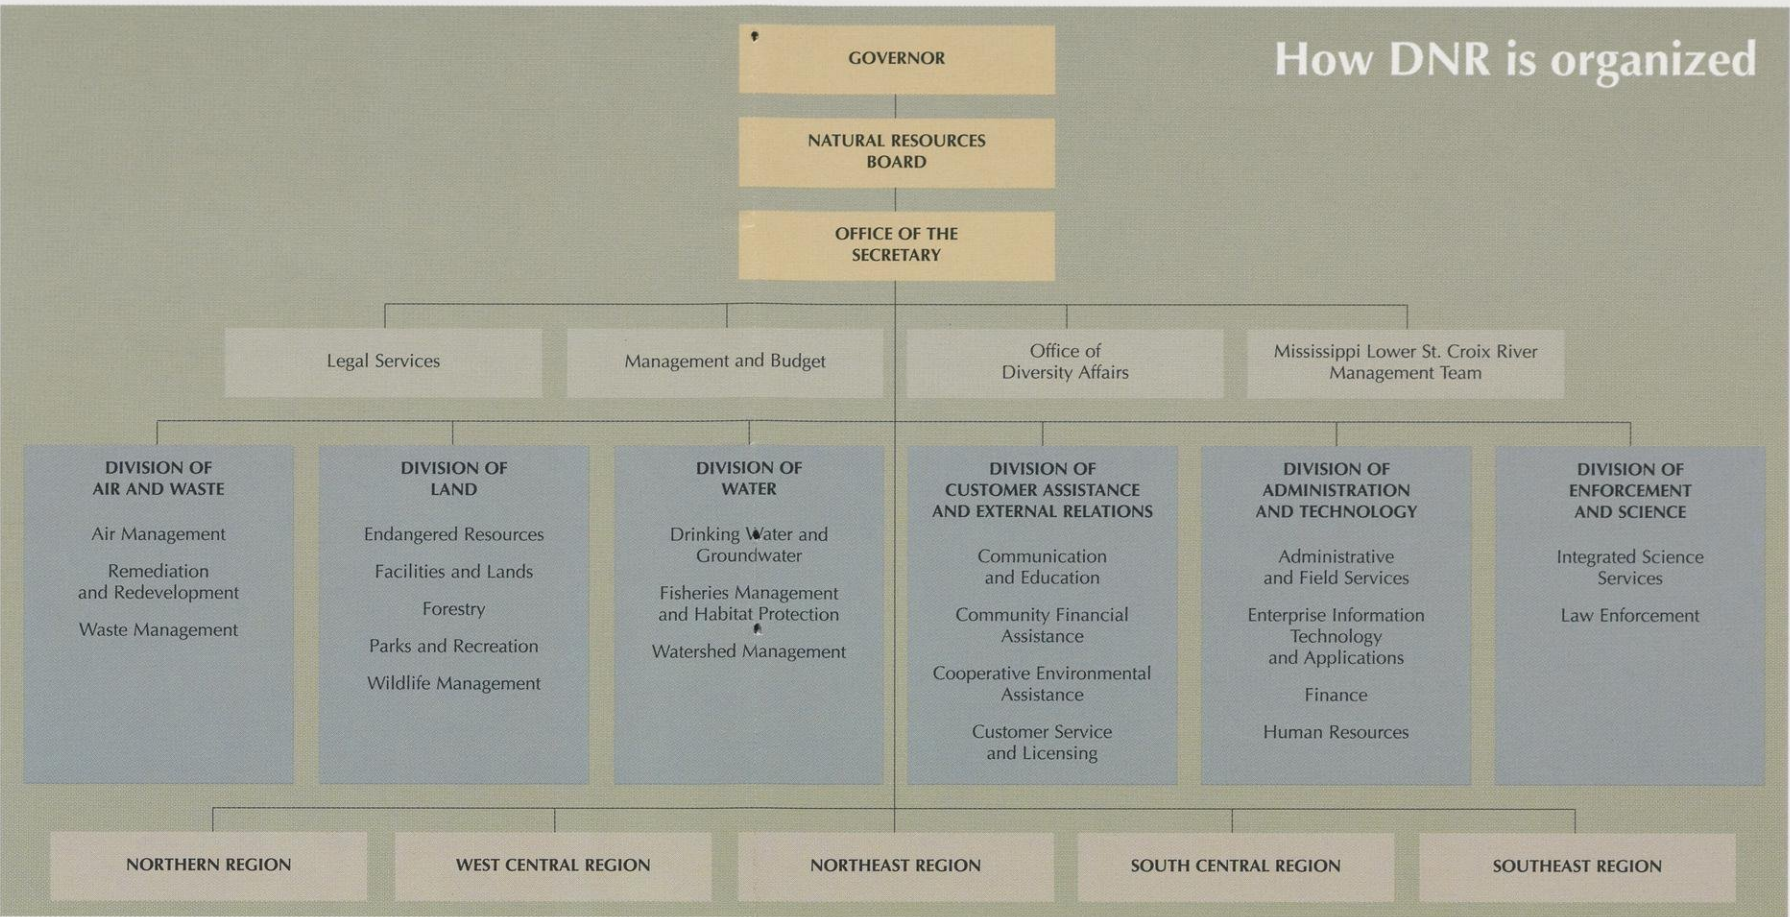 How DNR is organized
GOVERNOR
NATURAL RESOURCES
BOARD
OFFICE OF THE
SECRETARY
Legal Services
Management and Budget
Office of
Diversity Affairs
Mississippi Lower St. Croix River
Management Team
DIVISION OF
AIR AND WASTE
Air Management
Remediation
and Redevelopment
Waste Management
DIVISION OF
LAND
Endangered Resources
Facilities and Lands
Forestry
Parks and Recreation
Wildlife Management
DIVISION OF
WATER
Drinking Water and
Groundwater
Fisheries Management
and Habitat Protection
Watershed Management
DIVISION OF
CUSTOMER ASSISTANCE
AND EXTERNAL RELATIONS
Communication
and Education
Community Financial
Assistance
Cooperative Environmental
Assistance
Customer Service
and Licensing
DIVISION OF
ADMINISTRATION
AND TECHNOLOGY
Administrative
and Field Services
Enterprise Information
Technology
and Applications
Finance
Human Resources
DIVISION OF
ENFORCEMENT
AND SCIENCE
Integrated Science
Services
Law Enforcement
NORTHERN REGION
WEST CENTRAL REGION
NORTHEAST REGION
SOUTH CENTRAL REGION
SOUTHEAST REGION